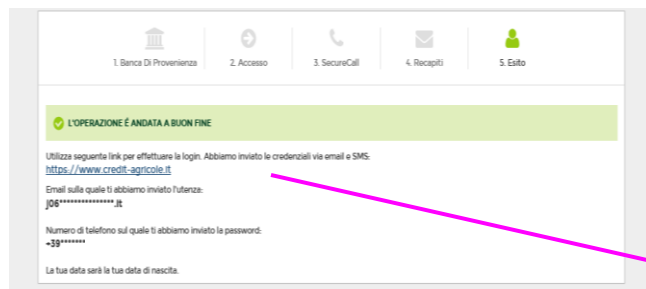 1. Banca Di Provenienza
2. Accesso
3. SecureCall
4. Recapiti
5. Esito
L'OPERAZIONE É ANDATA A BUON FINE
Utilizza seguente link per effettuare la login. Abbiamo inviato le credenziali via email e SMS:
https://www.credit-agricole.it
Email sulla quale ti abbiamo inviato l'utenza:
j06***************.it
Numero di telefono sul quale ti abbiamo inviato la password:
+39*******
La tua data sarà la tua data di nascita.